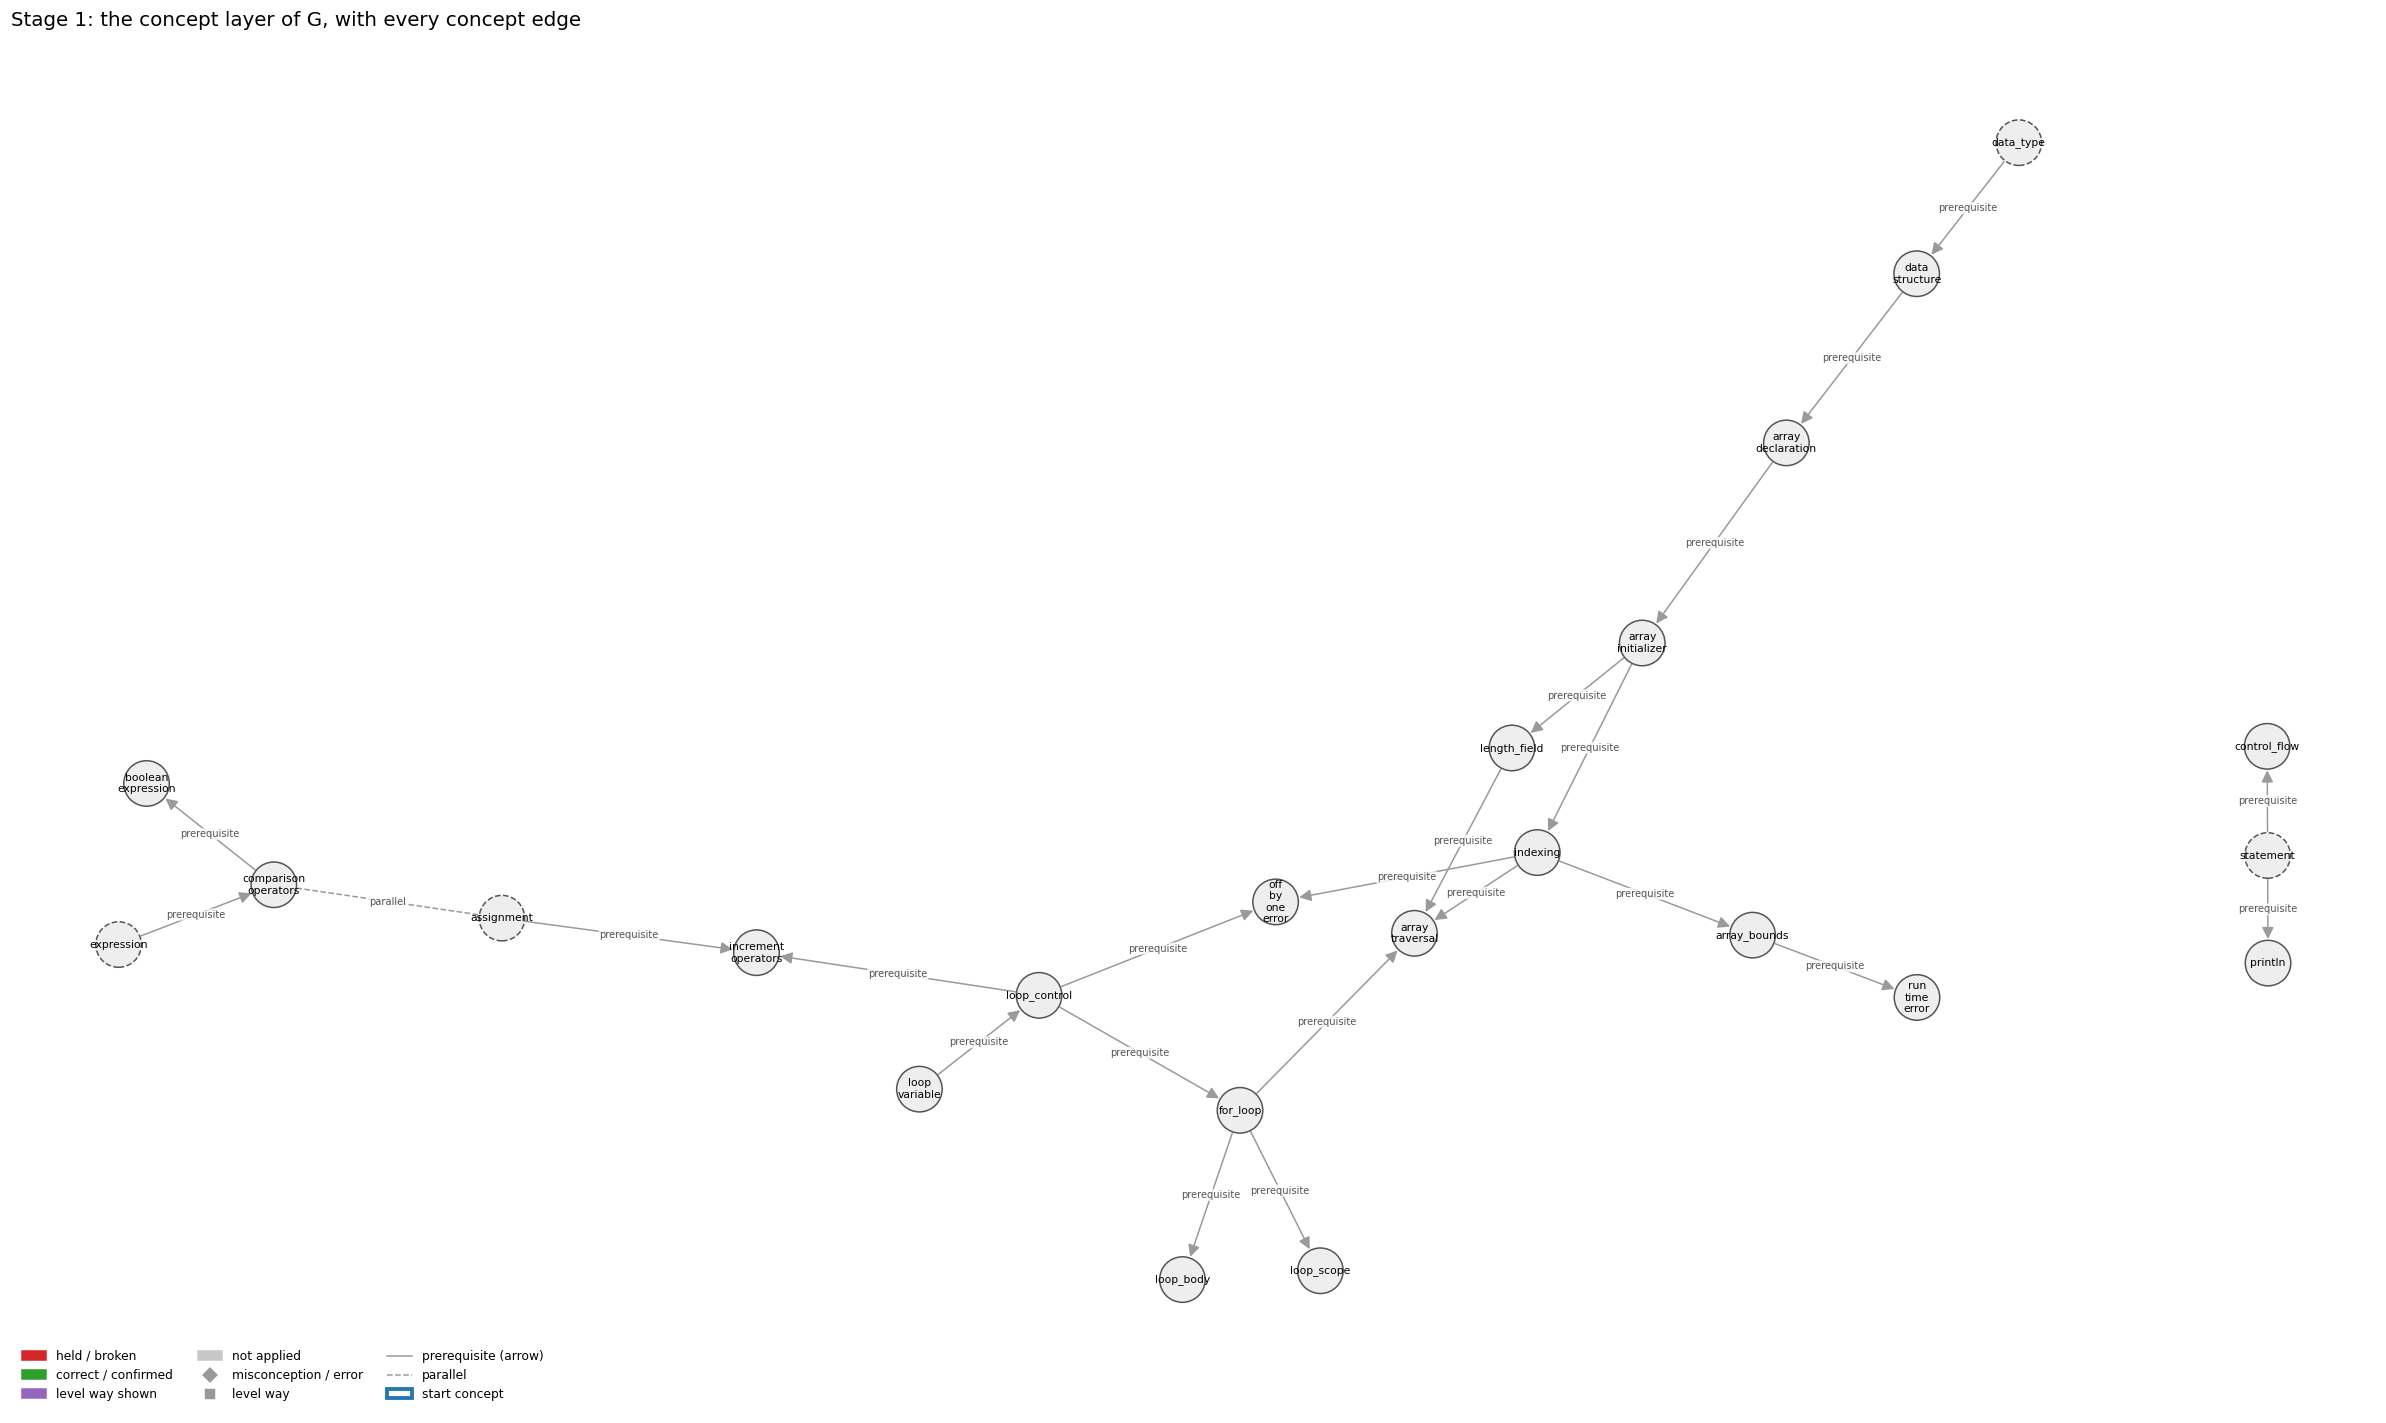 Stage 1: the concept layer of G, with every concept edge
data_type
prerequisite
data
structure
prerequisite
array
declaration
prerequisite
array
initializer
prerequisite
length_field
prerequisite
control_flow
boolean
expression
prerequisite
prerequisite
prerequisite
indexing
statement
prerequisite
comparison
operators
prerequisite
off
by
one
error
prerequisite
prerequisite
prerequisite
parallel
prerequisite
assignment
prerequisite
array
traversal
array_bounds
expression
increment
operators
prerequisite
prerequisite
println
prerequisite
prerequisite
loop_control
run
time
error
prerequisite
prerequisite
prerequisite
loop
variable
for_loop
prerequisite
prerequisite
loop_body
loop_scope
held / broken
correct / confirmed
level way shown
not applied
misconception / error
level way
prerequisite (arrow)
parallel
start concept